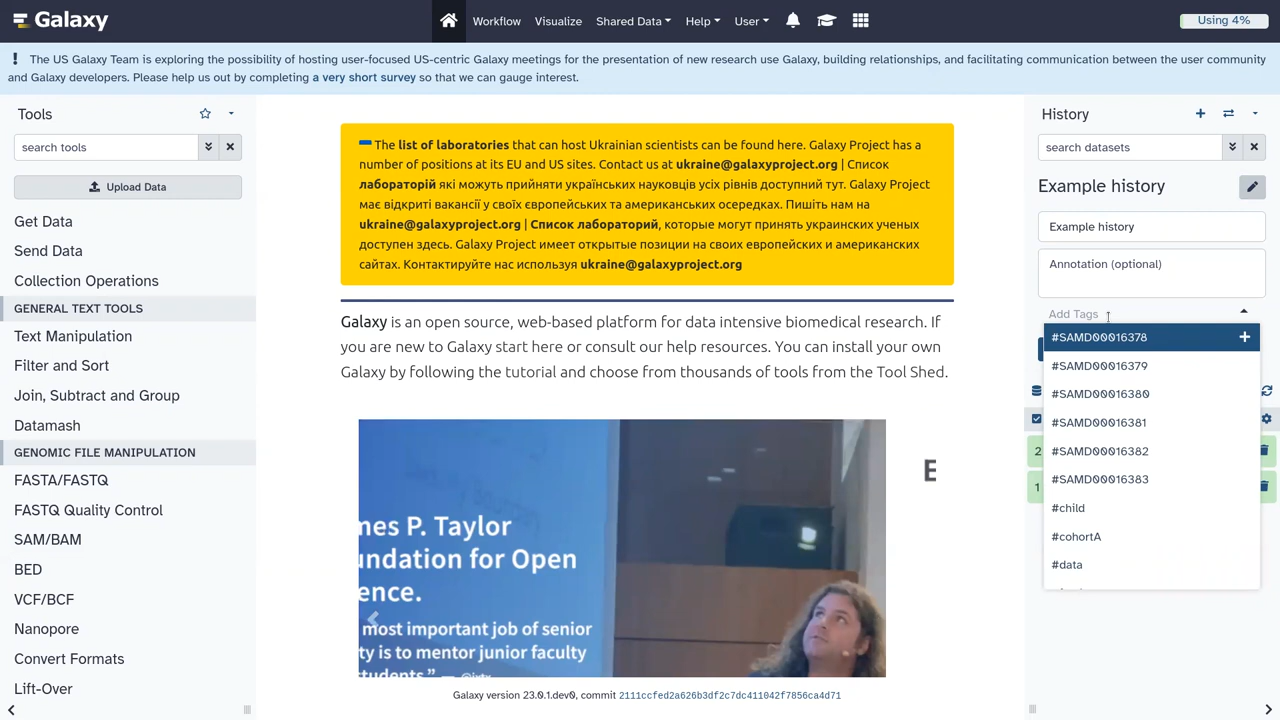 Galaxy
Workflow
Visualize
Shared Data
Help
User
Using 4%
! The US Galaxy Team is exploring the possibility of hosting user-focused US-centric Galaxy meetings for the presentation of new research use Galaxy, building relationships, and facilitating communication between the user community
and Galaxy developers. Please help us out by completing a very short survey so that we can gauge interest.
Tools
search tools
Upload Data
Get Data
Send Data
Collection Operations
GENERAL TEXT TOOLS
Text Manipulation
Filter and Sort
Join, Subtract and Group
Datamash
GENOMIC FILE MANIPULATION
FASTA/FASTQ
FASTQ Quality Control
SAM/BAM
BED
VCF/BCF
Nanopore
Convert Formats
Lift-Over
The list of laboratories that can host Ukrainian scientists can be found here. Galaxy Project has a
number of positions at its EU and US sites. Contact us at ukraine@galaxyproject.org | Список
лабораторій які можуть прийняти українських науковців усіх рівнів доступний тут. Galaxy Project
має відкриті вакансії у своїх європейських та американських осередках. Пишіть нам на
ukraine@galaxyproject.org | Список лабораторий, которые могут принять украинских ученых
доступен здесь. Galaxy Project имеет открытые позиции на своих европейских и американских
сайтах. Контактируйте нас используя ukraine@galaxyproject.org
Galaxy is an open source, web-based platform for data intensive biomedical research. If
you are new to Galaxy start here or consult our help resources. You can install your own
Galaxy by following the tutorial and choose from thousands of tools from the Tool Shed.
mes P. Taylor
undation for Open
ence.
most important job of senior
ty is to mentor junior faculty
students." — @jxtx
E
Galaxy version 23.0.1.dev0, commit 2111ccfed2a626b3df2c7dc411042f7856ca4d71
History
search datasets
Example history
Example history
Annotation (optional)
Add Tags
#SAMD00016378
#SAMD00016379
#SAMD00016380
#SAMD00016381
#SAMD00016382
#SAMD00016383
#child
#cohortA
#data
2
1